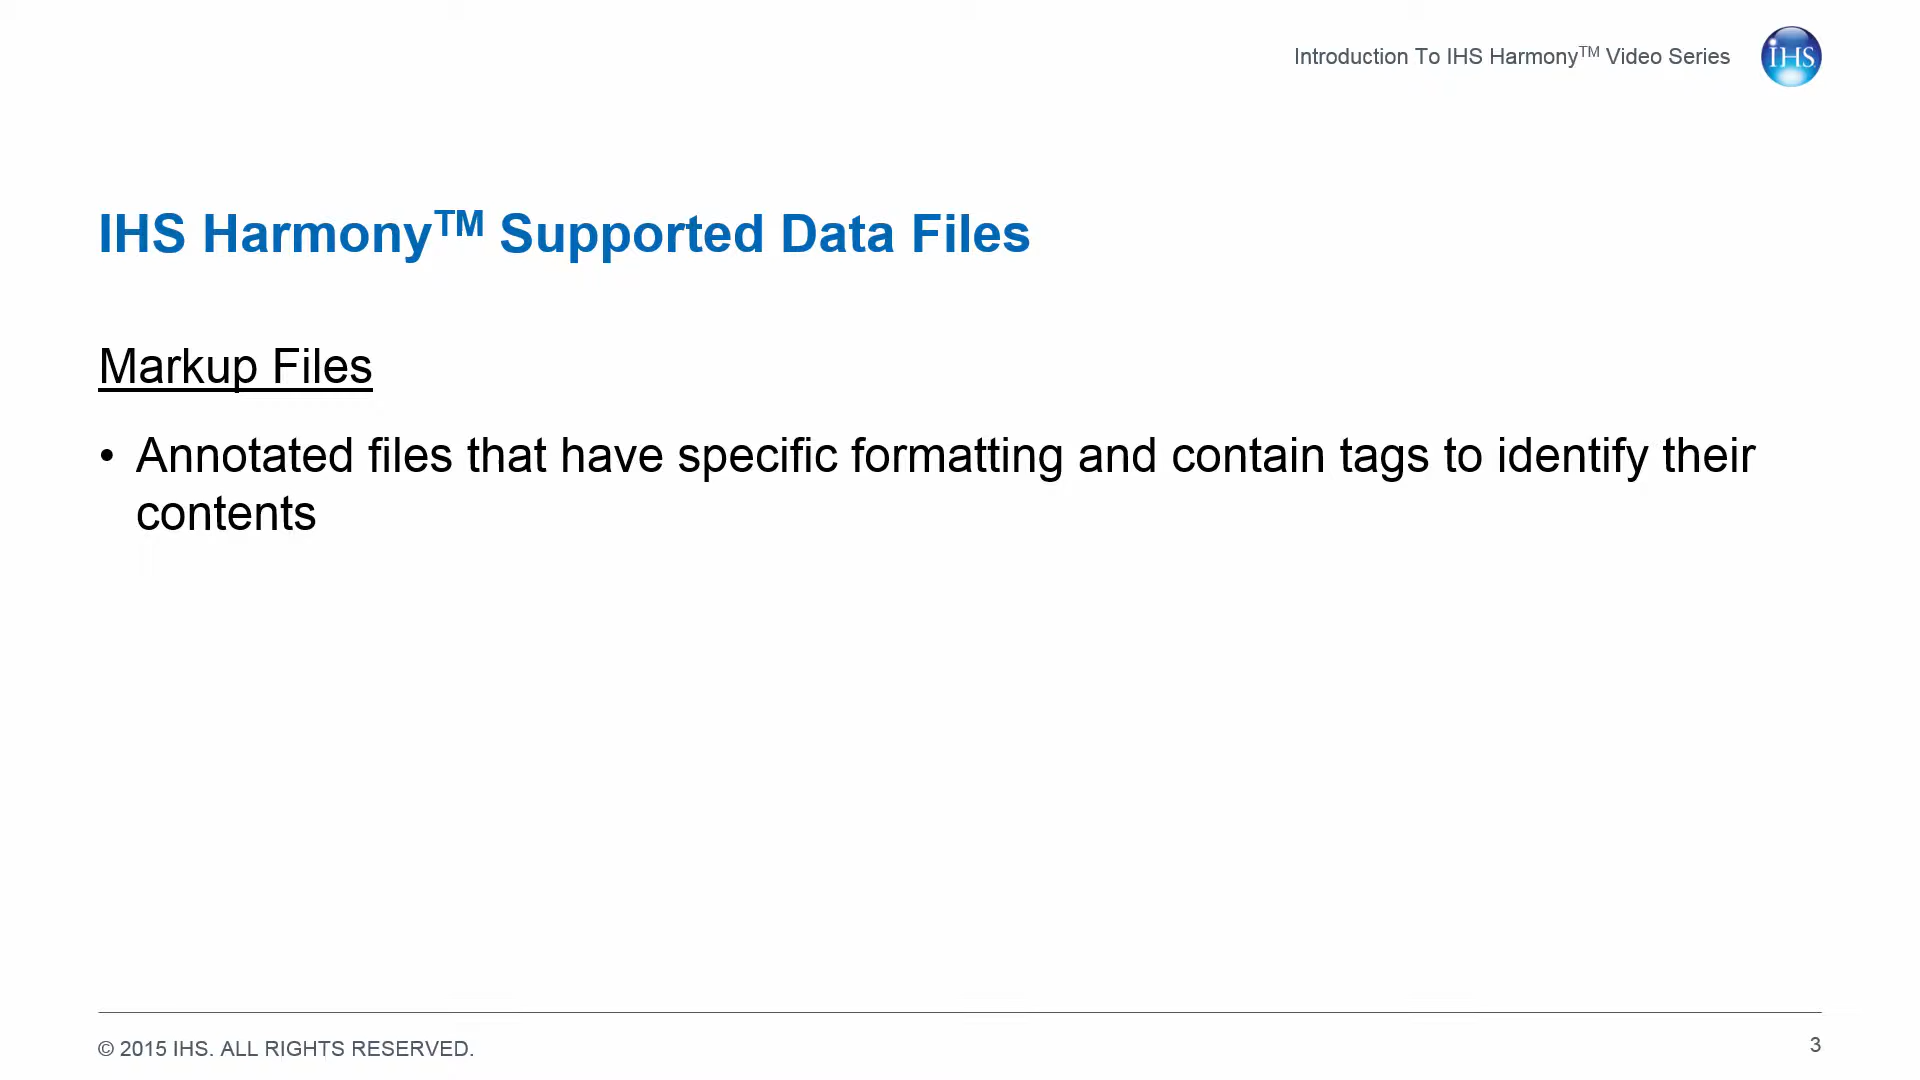 Introduction To IHS Harmony™ Video Series
IHS
IHS Harmony™ Supported Data Files
Markup Files
• Annotated files that have specific formatting and contain tags to identify their
contents
© 2015 IHS. ALL RIGHTS RESERVED.
3